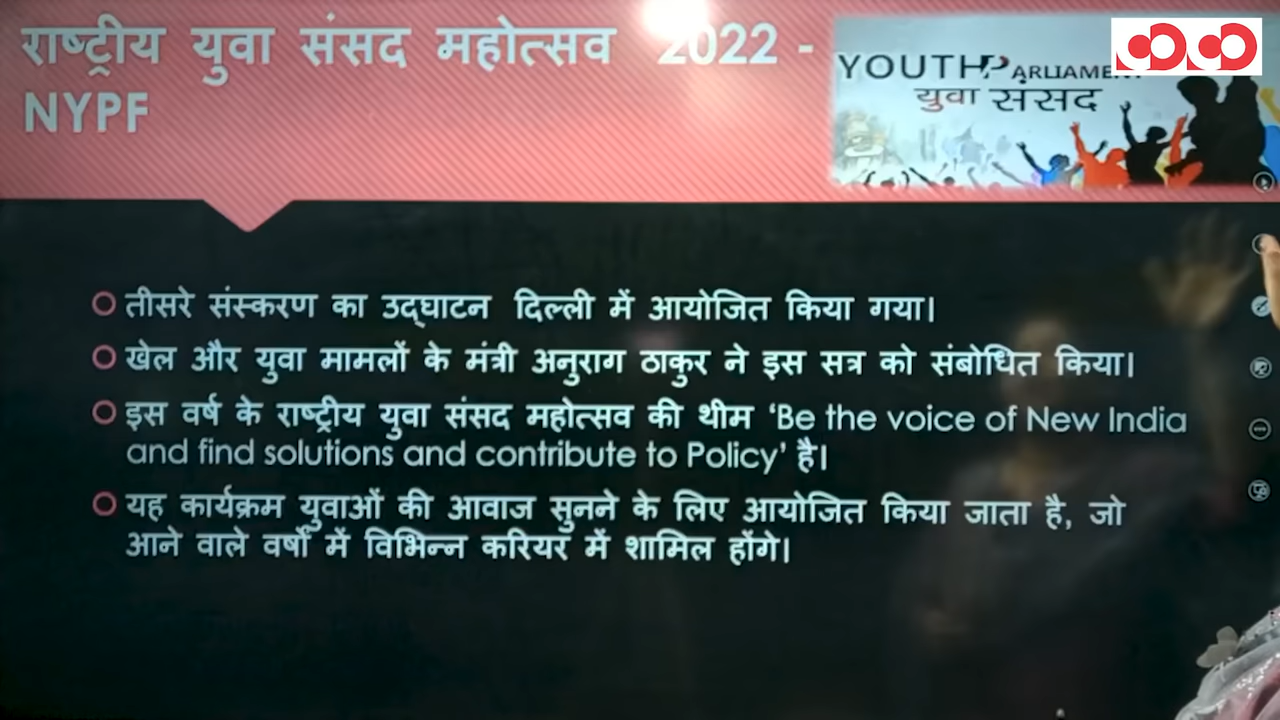 राष्ट्रीय युवा संसद महोत्सव 2022 -
NYPF
YOUTH PARLIAMENT
युवा संसद
तीसरे संस्करण का उद्घाटन दिल्ली में आयोजित किया गया।
खेल और युवा मामलों के मंत्री अनुराग ठाकुर ने इस सत्र को संबोधित किया।
इस वर्ष के राष्ट्रीय युवा संसद महोत्सव की थीम ‘Be the voice of New India
and find solutions and contribute to Policy’ है।
यह कार्यक्रम युवाओं की आवाज सुनने के लिए आयोजित किया जाता है, जो
आने वाले वर्षों में विभिन्न करियर में शामिल होंगे।